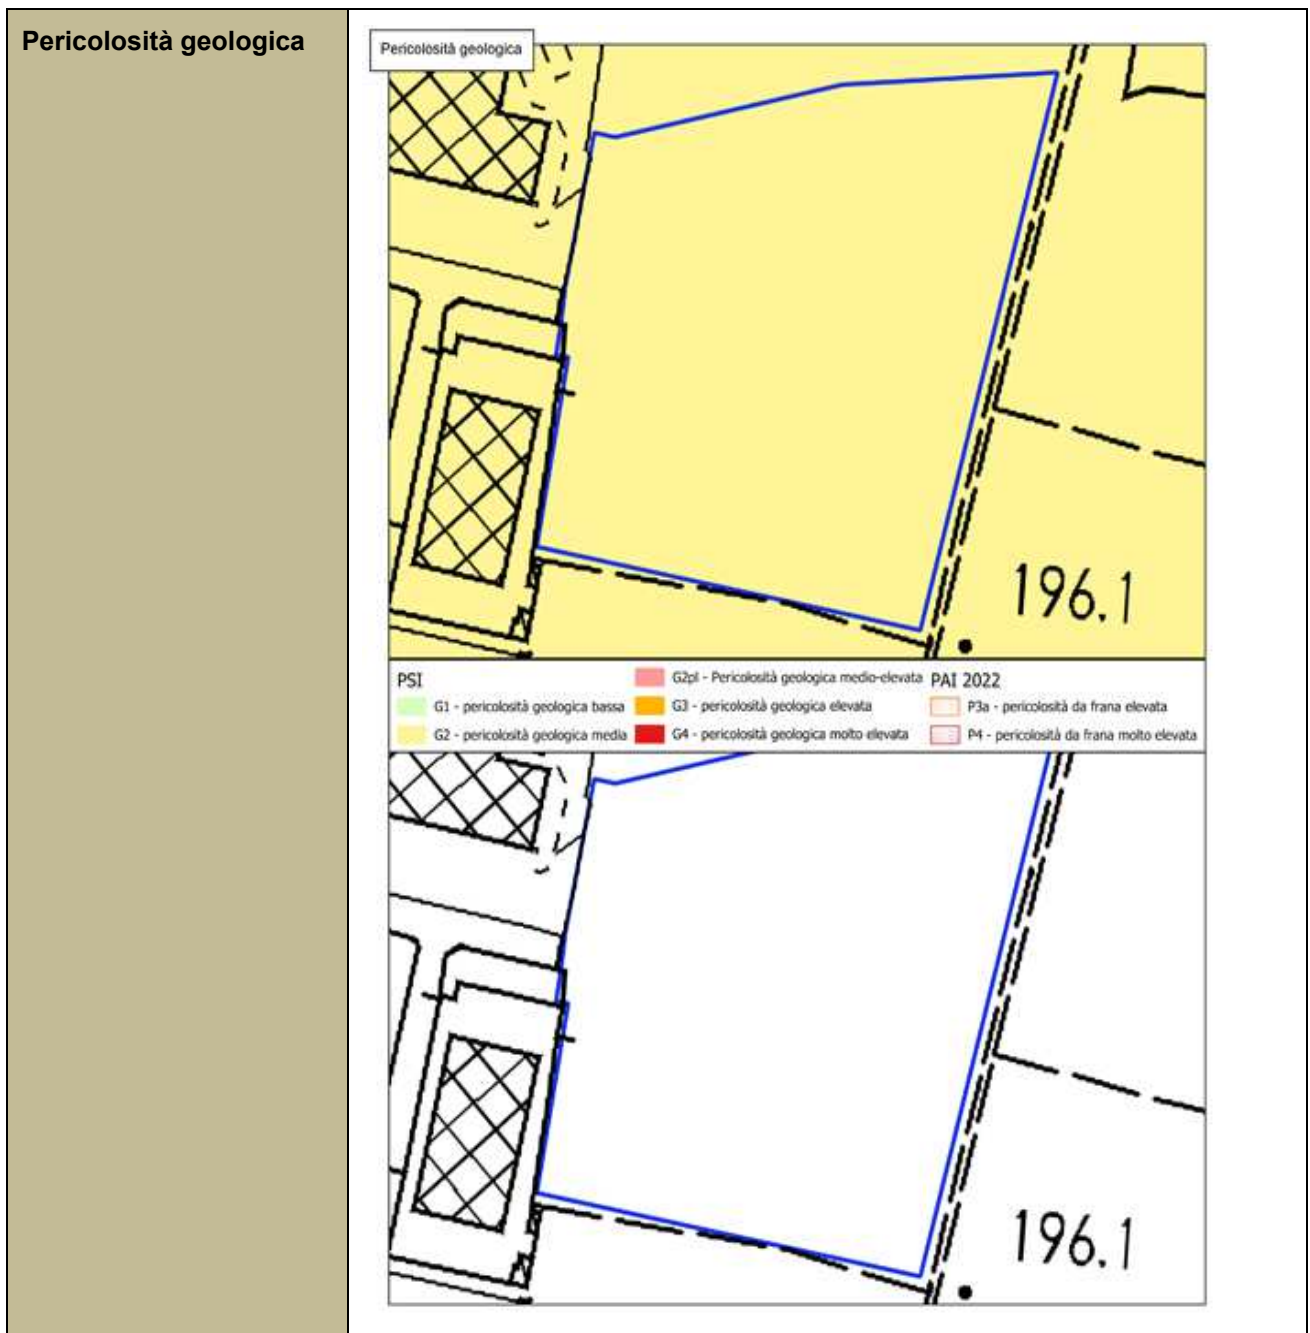 Pericolosità geologica
Pericolosità geologica
196.1
PSI
G1 - pericolosità geologica bassa
G2 - pericolosità geologica media
G2pl - Pericolosità geologica medio-elevata
G3 - pericolosità geologica elevata
G4 - pericolosità geologica molto elevata
PAI 2022
P3a - pericolosità da frana elevata
P4 - pericolosità da frana molto elevata
196.1